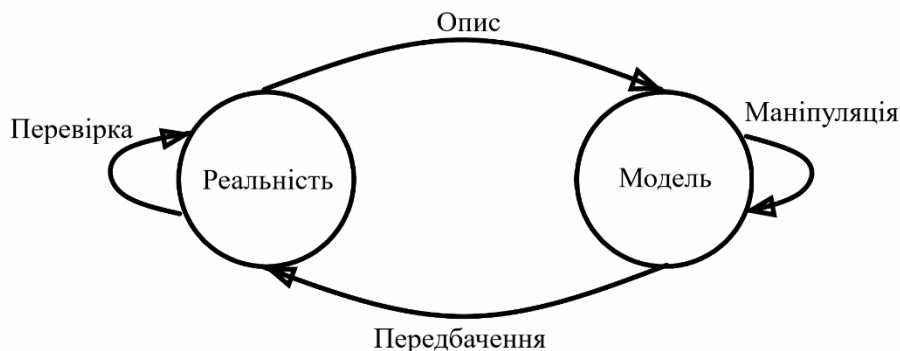 Опис
Перевірка
Маніпуляція
Реальність
Модель
Передбачення